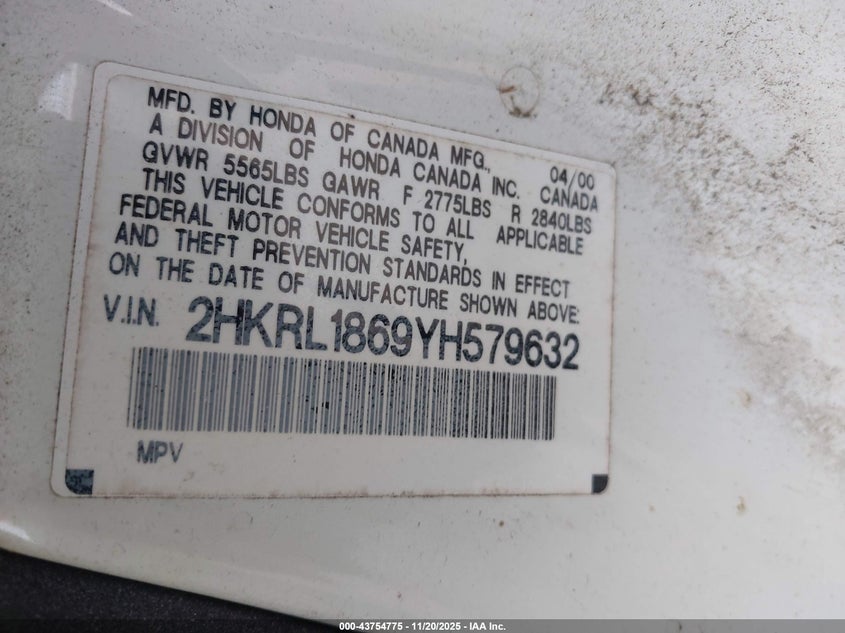 MFD. BY HONDA OF CANADA MFG., 04/00
A DIVISION OF HONDA CANADA INC. CANADA
GVWR 5565LBS GAWR F 2775LBS R 2840LBS
THIS VEHICLE CONFORMS TO ALL APPLICABLE
FEDERAL MOTOR VEHICLE SAFETY,
AND THEFT PREVENTION STANDARDS IN EFFECT
ON THE DATE OF MANUFACTURE SHOWN ABOVE:
V.I.N. 2HKRL1869YH579632
MPV
000-43754775 - 11/20/2025 - IAA Inc.